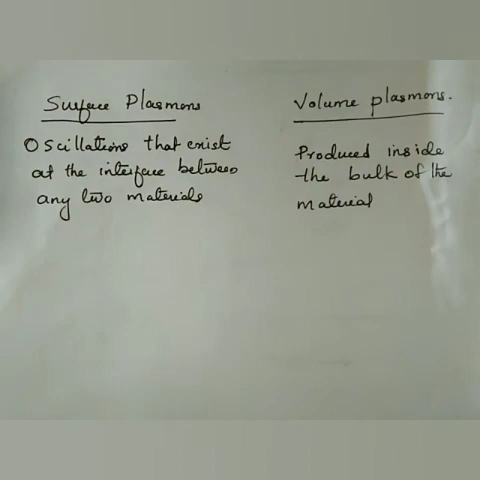 Surface Plasmons
Oscillations that exist
at the interface between
any two materials
Volume plasmons.
Produced inside
the bulk of the
material